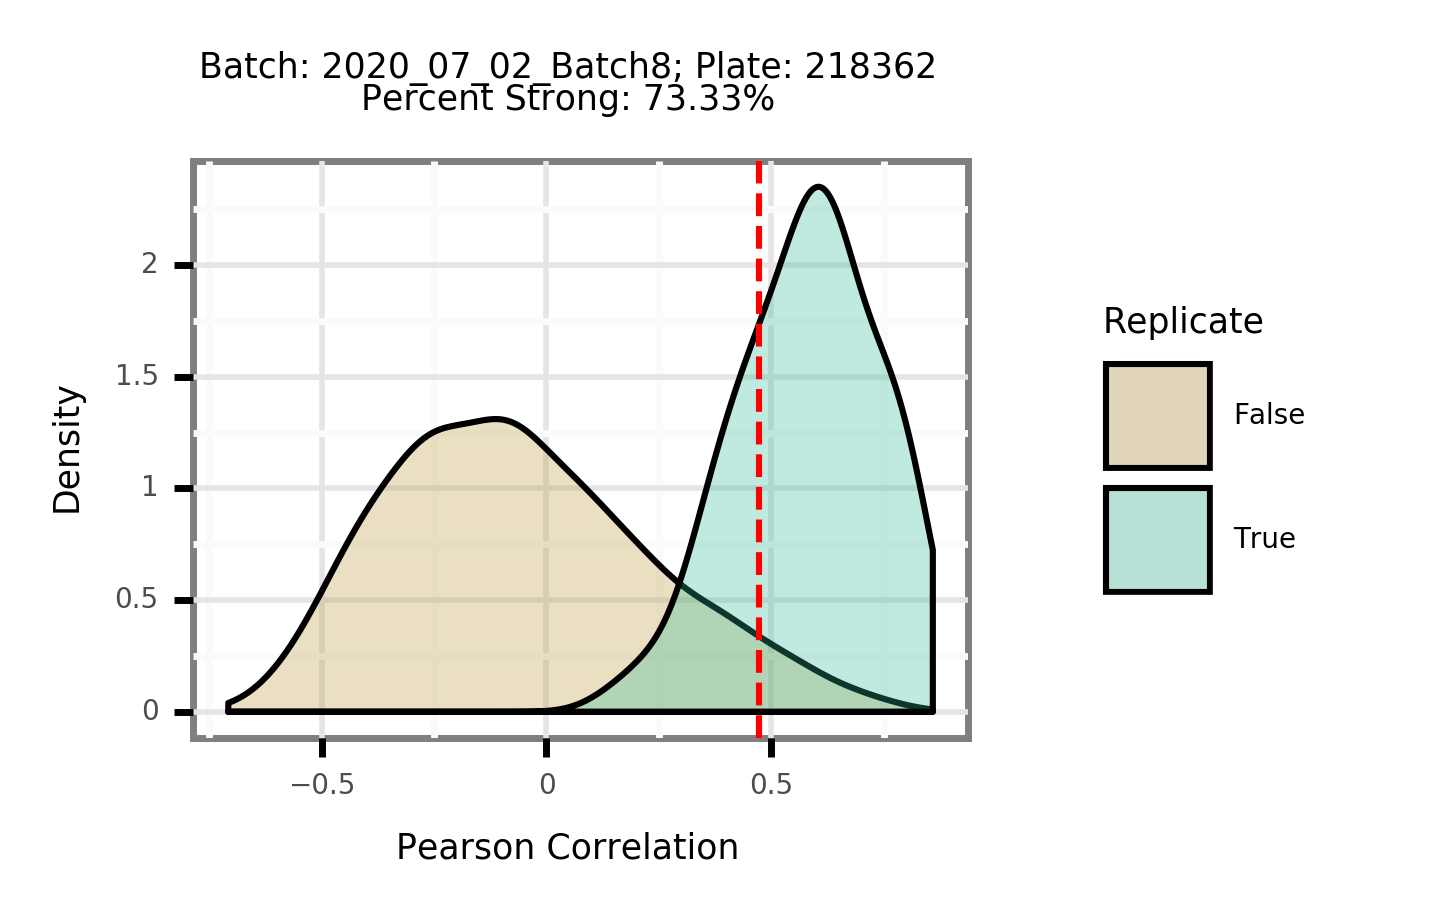 Batch: 2020_07_02_Batch8; Plate: 218362
Percent Strong: 73.33%
2
1.5
1
0.5
0
Density
−0.5
0
0.5
Pearson Correlation
Replicate
False
True